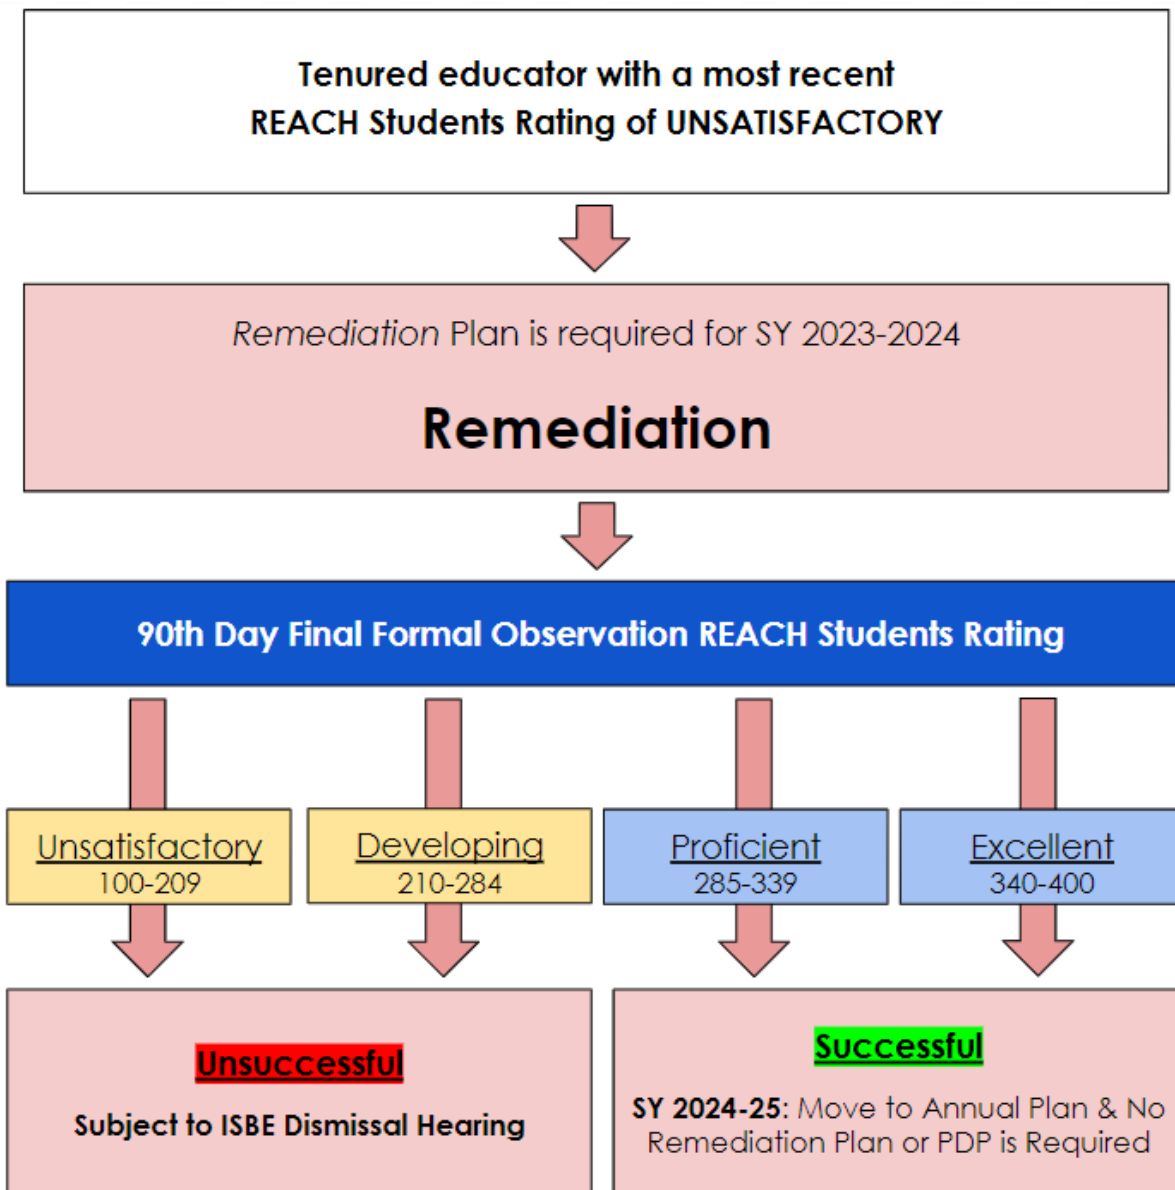 Tenured educator with a most recent
REACH Students Rating of UNSATISFACTORY
Remediation Plan is required for SY 2023-2024
Remediation
90th Day Final Formal Observation REACH Students Rating
Unsatisfactory
100-209
Developing
210-284
Proficient
285-339
Excellent
340-400
Unsuccessful
Subject to ISBE Dismissal Hearing
Successful
SY 2024-25: Move to Annual Plan & No
Remediation Plan or PDP is Required